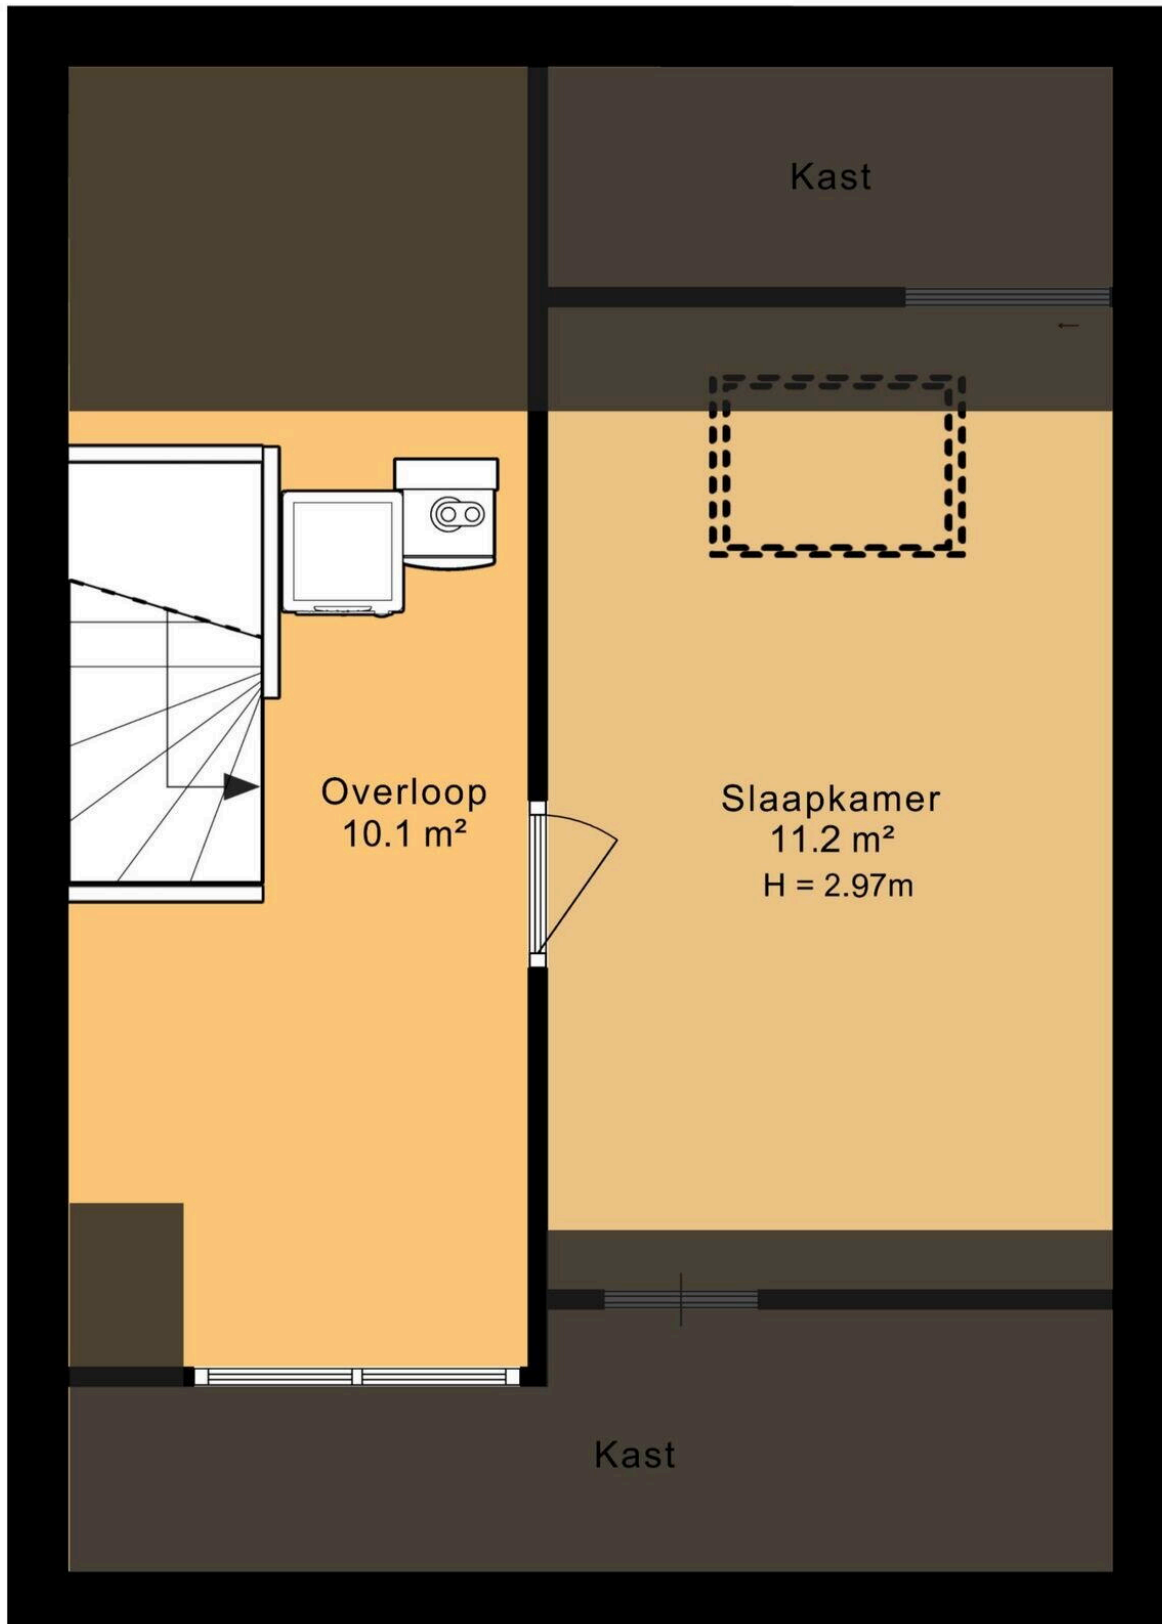 Kast
Overloop
10.1 m²
Slaapkamer
11.2 m²
H = 2.97m
Kast